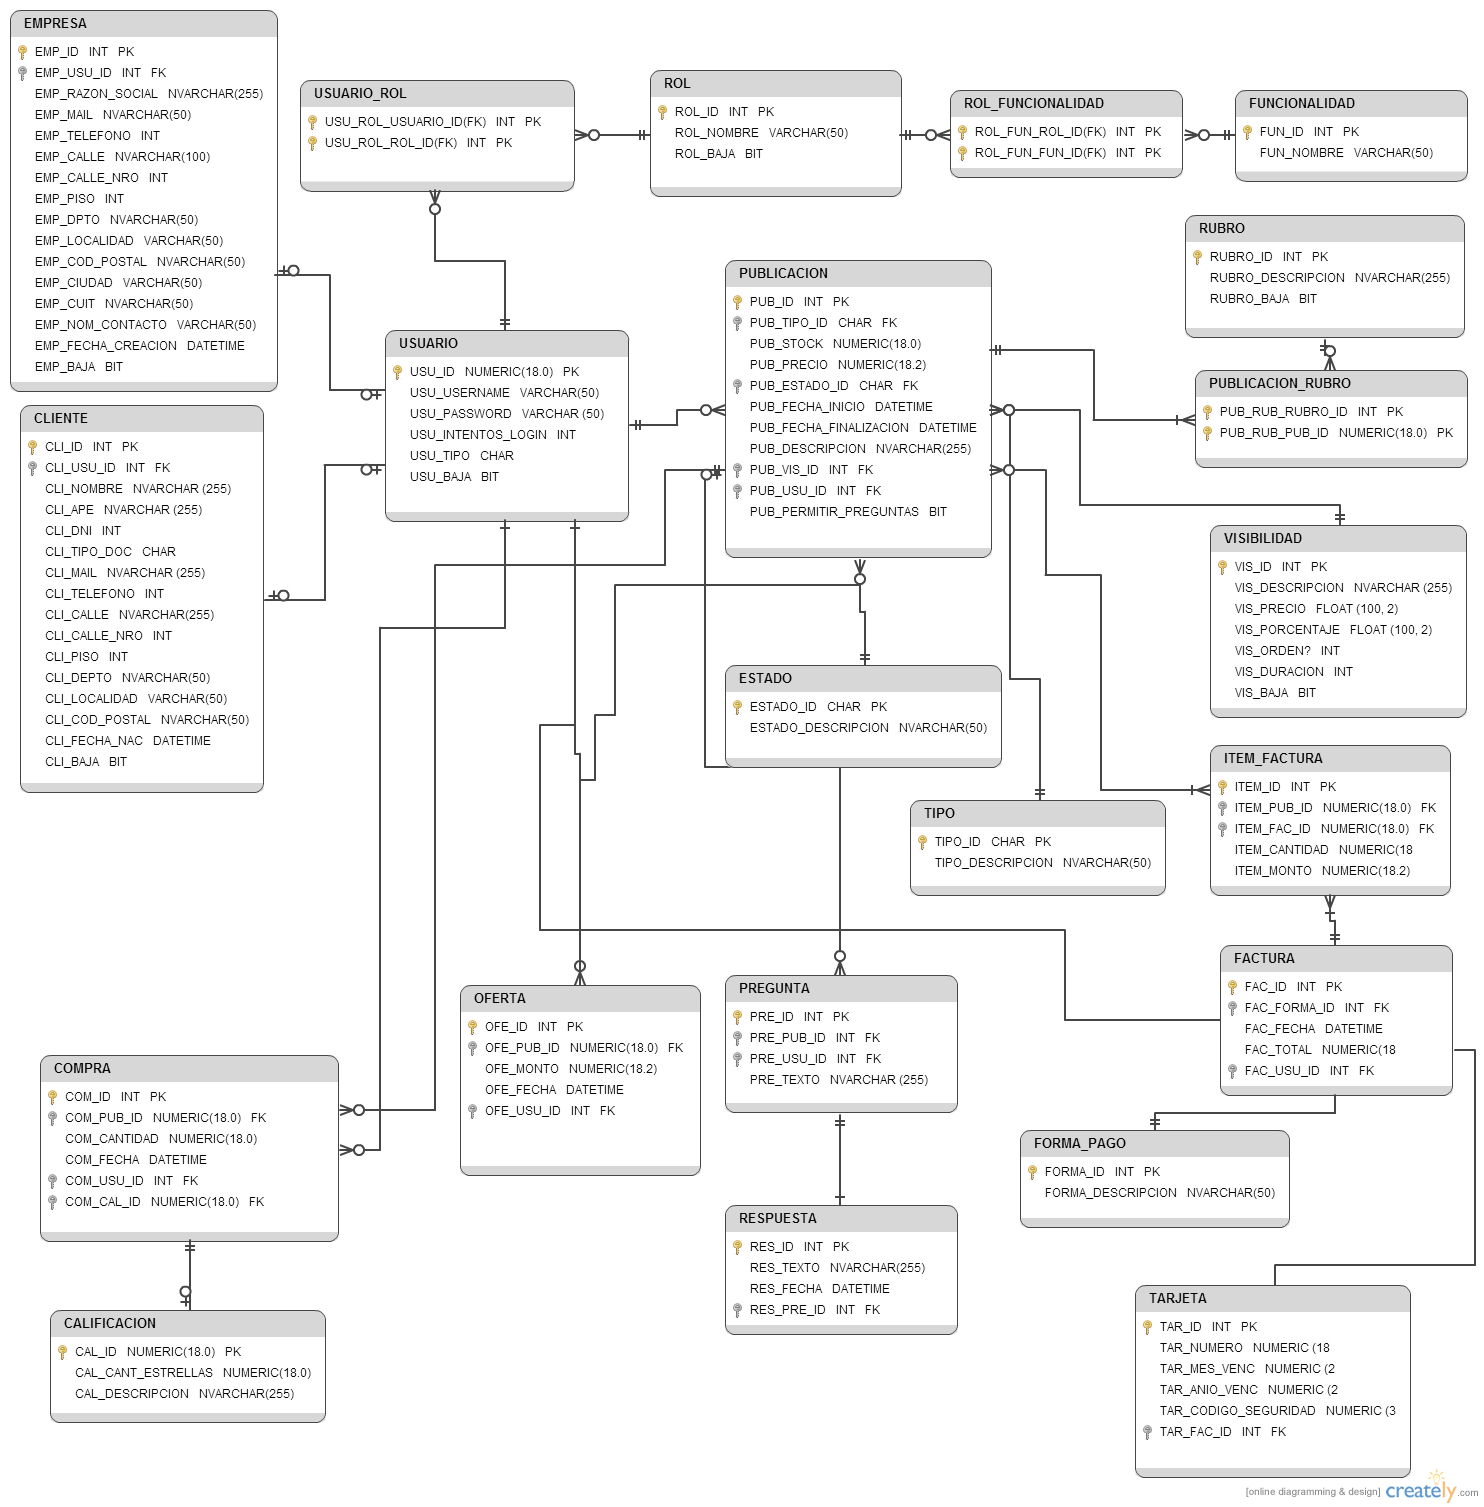 EMPRESA
EMP_ID INT PK
EMP_USU_ID INT FK
EMP_RAZON_SOCIAL NVARCHAR(255)
EMP_MAIL NVARCHAR(50)
EMP_TELEFONO INT
EMP_CALLE NVARCHAR(100)
EMP_CALLE_NRO INT
EMP_PISO INT
EMP_DPTO NVARCHAR(50)
EMP_LOCALIDAD VARCHAR(50)
EMP_COD_POSTAL NVARCHAR(50)
EMP_CIUDAD VARCHAR(50)
EMP_CUIT NVARCHAR(50)
EMP_NOM_CONTACTO VARCHAR(50)
EMP_FECHA_CREACION DATETIME
EMP_BAJA BIT
USUARIO_ROL
USU_ROL_USUARIO_ID(FK) INT PK
USU_ROL_ROL_ID(FK) INT PK
ROL
ROL_ID INT PK
ROL_NOMBRE VARCHAR(50)
ROL_BAJA BIT
ROL_FUNCIONALIDAD
ROL_FUN_ROL_ID(FK) INT PK
ROL_FUN_FUN_ID(FK) INT PK
FUNCIONALIDAD
FUN_ID INT PK
FUN_NOMBRE VARCHAR(50)
RUBRO
RUBRO_ID INT PK
RUBRO_DESCRIPCION NVARCHAR(255)
RUBRO_BAJA BIT
PUBLICACION
PUB_ID INT PK
PUB_TIPO_ID CHAR FK
PUB_STOCK NUMERIC(18.0)
PUB_PRECIO NUMERIC(18.2)
PUB_ESTADO_ID CHAR FK
PUB_FECHA_INICIO DATETIME
PUB_FECHA_FINALIZACION DATETIME
PUB_DESCRIPCION NVARCHAR(255)
PUB_VIS_ID INT FK
PUB_USU_ID INT FK
PUB_PERMITIR_PREGUNTAS BIT
USUARIO
USU_ID NUMERIC(18.0) PK
USU_USERNAME VARCHAR(50)
USU_PASSWORD VARCHAR (50)
USU_INTENTOS_LOGIN INT
USU_TIPO CHAR
USU_BAJA BIT
PUBLICACION_RUBRO
PUB_RUB_RUBRO_ID INT PK
PUB_RUB_PUB_ID NUMERIC(18.0) PK
CLIENTE
CLI_ID INT PK
CLI_USU_ID INT FK
CLI_NOMBRE NVARCHAR (255)
CLI_APE NVARCHAR (255)
CLI_DNI INT
CLI_TIPO_DOC CHAR
CLI_MAIL NVARCHAR (255)
CLI_TELEFONO INT
CLI_CALLE NVARCHAR(255)
CLI_CALLE_NRO INT
CLI_PISO INT
CLI_DEPTO NVARCHAR(50)
CLI_LOCALIDAD VARCHAR(50)
CLI_COD_POSTAL NVARCHAR(50)
CLI_FECHA_NAC DATETIME
CLI_BAJA BIT
VISIBILIDAD
VIS_ID INT PK
VIS_DESCRIPCION NVARCHAR (255)
VIS_PRECIO FLOAT (100, 2)
VIS_PORCENTAJE FLOAT (100, 2)
VIS_ORDEN? INT
VIS_DURACION INT
VIS_BAJA BIT
ESTADO
ESTADO_ID CHAR PK
ESTADO_DESCRIPCION NVARCHAR(50)
ITEM_FACTURA
ITEM_ID INT PK
ITEM_PUB_ID NUMERIC(18.0) FK
ITEM_FAC_ID NUMERIC(18.0) FK
ITEM_CANTIDAD NUMERIC(18
ITEM_MONTO NUMERIC(18.2)
TIPO
TIPO_ID CHAR PK
TIPO_DESCRIPCION NVARCHAR(50)
FACTURA
FAC_ID INT PK
FAC_FORMA_ID INT FK
FAC_FECHA DATETIME
FAC_TOTAL NUMERIC(18
FAC_USU_ID INT FK
OFERTA
OFE_ID INT PK
OFE_PUB_ID NUMERIC(18.0) FK
OFE_MONTO NUMERIC(18.2)
OFE_FECHA DATETIME
OFE_USU_ID INT FK
PREGUNTA
PRE_ID INT PK
PRE_PUB_ID INT FK
PRE_USU_ID INT FK
PRE_TEXTO NVARCHAR (255)
COMPRA
COM_ID INT PK
COM_PUB_ID NUMERIC(18.0) FK
COM_CANTIDAD NUMERIC(18.0)
COM_FECHA DATETIME
COM_USU_ID INT FK
COM_CAL_ID NUMERIC(18.0) FK
FORMA_PAGO
FORMA_ID INT PK
FORMA_DESCRIPCION NVARCHAR(50)
RESPUESTA
RES_ID INT PK
RES_TEXTO NVARCHAR(255)
RES_FECHA DATETIME
RES_PRE_ID INT FK
CALIFICACION
CAL_ID NUMERIC(18.0) PK
CAL_CANT_ESTRELLAS NUMERIC(18.0)
CAL_DESCRIPCION NVARCHAR(255)
TARJETA
TAR_ID INT PK
TAR_NUMERO NUMERIC (18
TAR_MES_VENC NUMERIC (2
TAR_ANIO_VENC NUMERIC (2
TAR_CODIGO_SEGURIDAD NUMERIC (3
TAR_FAC_ID INT FK
[online diagramming & design] creately.com